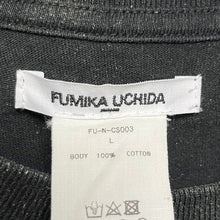 FUMIKA UCHIDA
FU-N-CS003
L
BODY 100% COTTON